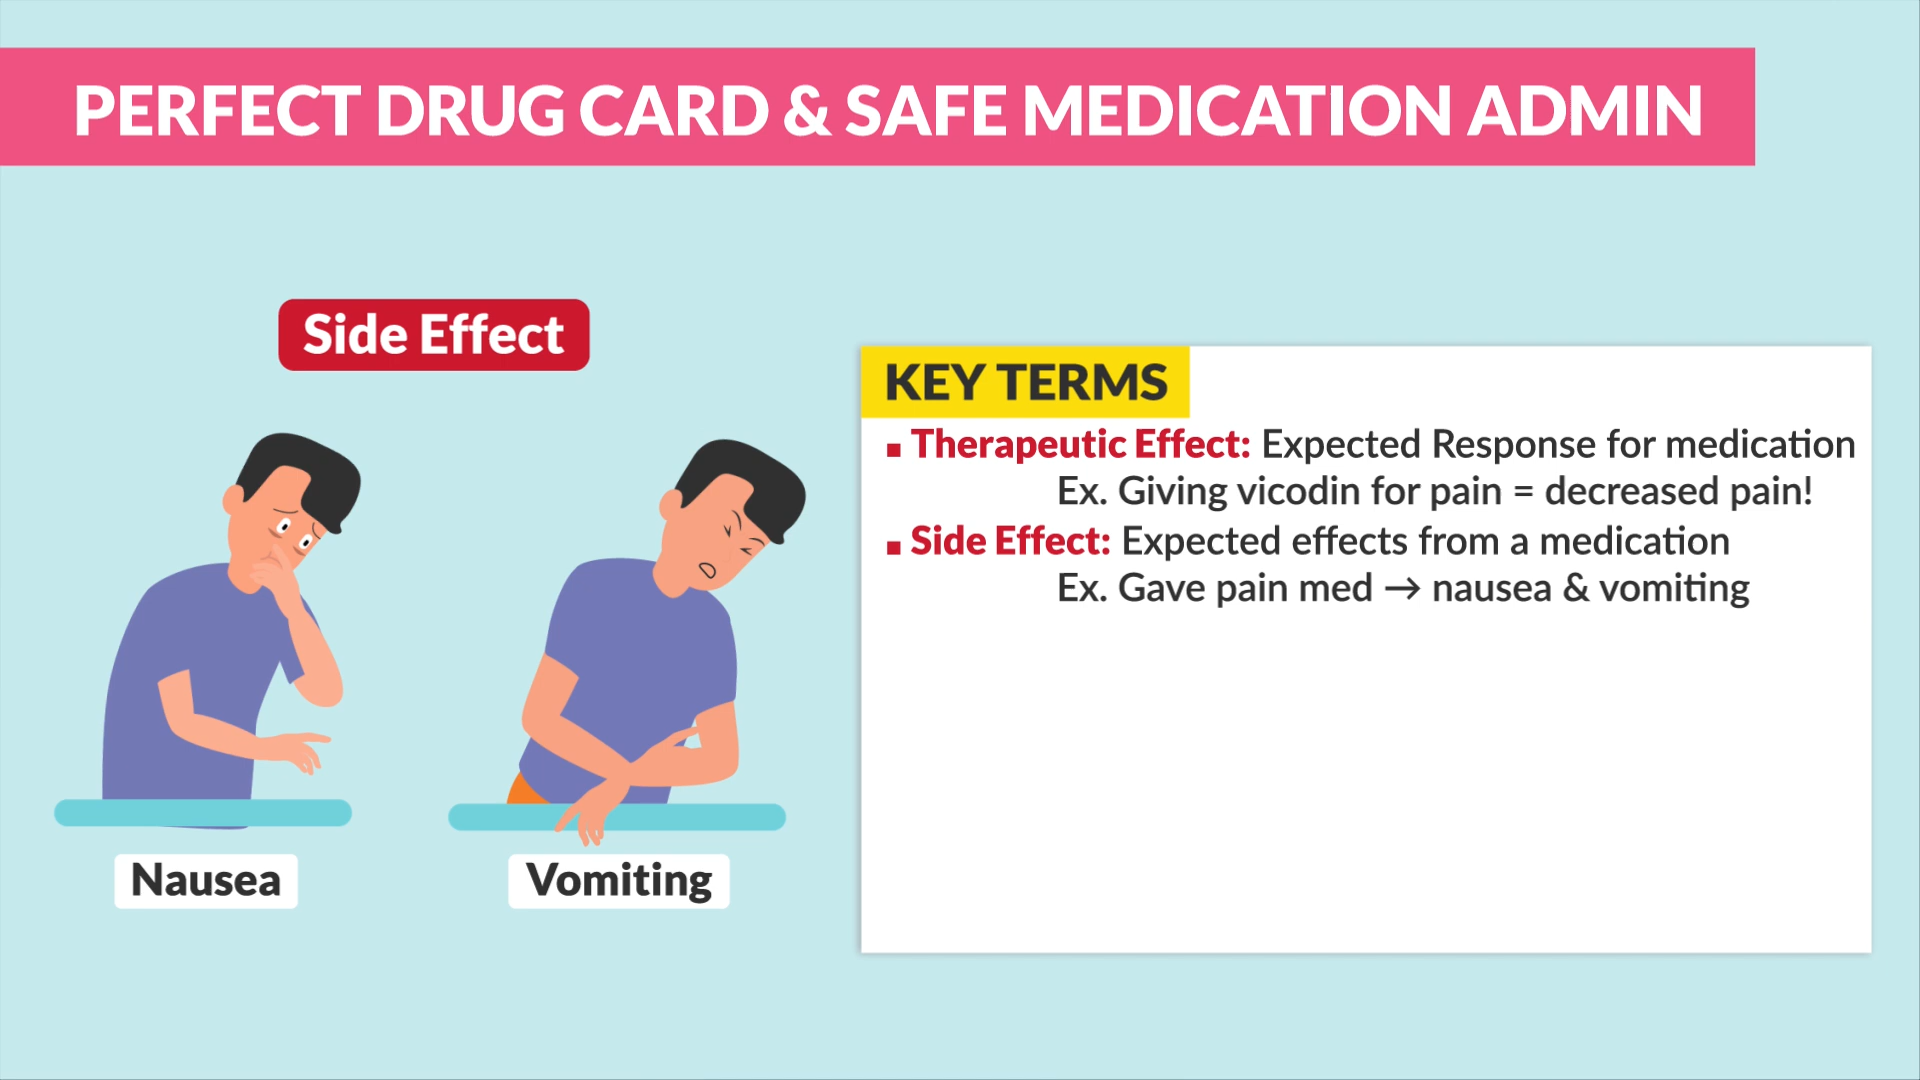 PERFECT DRUG CARD & SAFE MEDICATION ADMIN
Side Effect
Nausea
Vomiting
KEY TERMS
▪ Therapeutic Effect: Expected Response for medication
Ex. Giving vicodin for pain = decreased pain!
▪ Side Effect: Expected effects from a medication
Ex. Gave pain med → nausea & vomiting